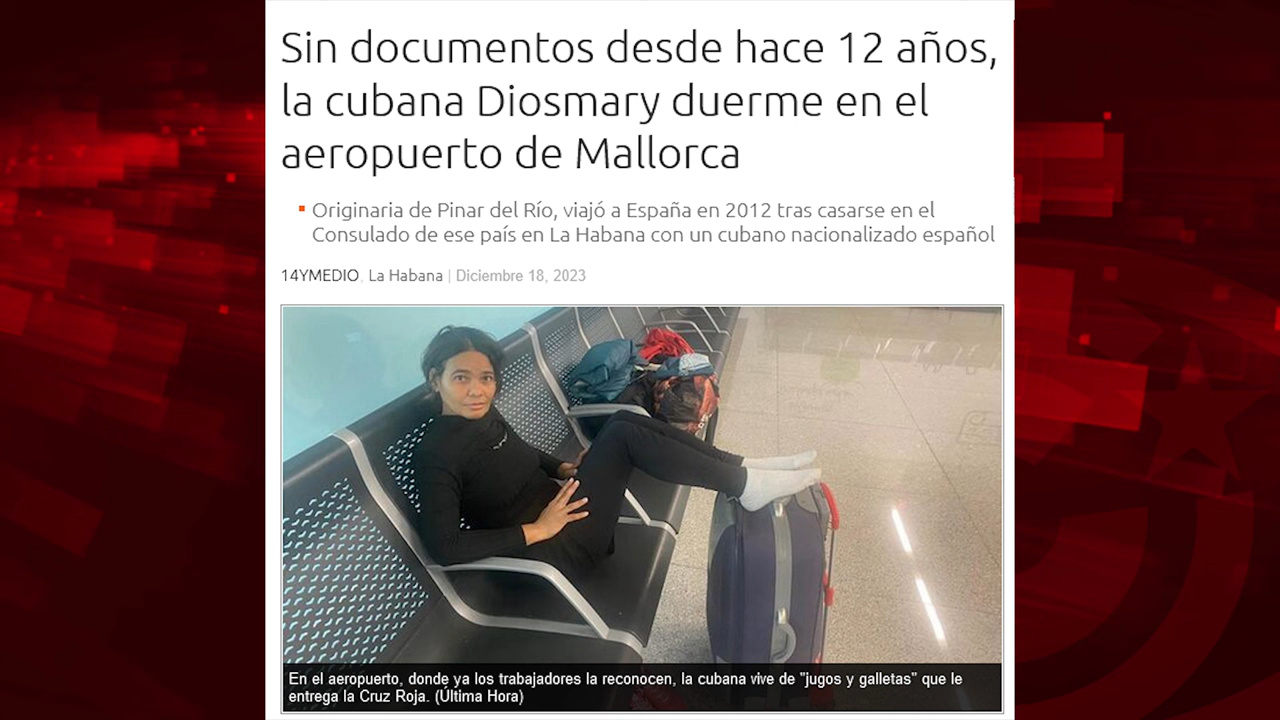 Sin documentos desde hace 12 años,
la cubana Diosmary duerme en el
aeropuerto de Mallorca
Originaria de Pinar del Río, viajó a España en 2012 tras casarse en el
Consulado de ese país en La Habana con un cubano nacionalizado español
14YMEDIO, La Habana | Diciembre 18, 2023
En el aeropuerto, donde ya los trabajadores la reconocen, la cubana vive de "jugos y galletas" que le
entrega la Cruz Roja. (Última Hora)